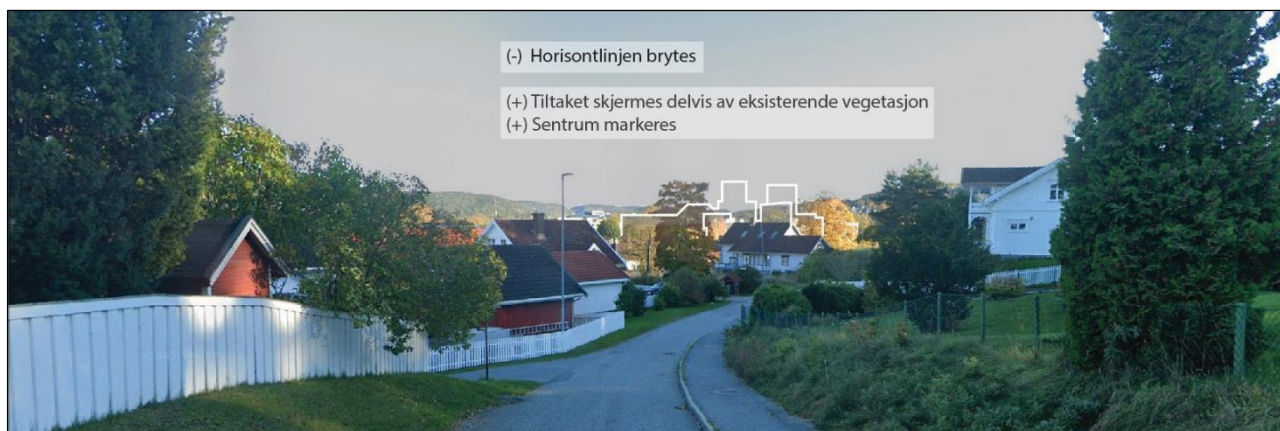 (-) Horisontlinjen brytes
(+) Tiltaket skjermes delvis av eksisterende vegetasjon
(+) Sentrum markeres